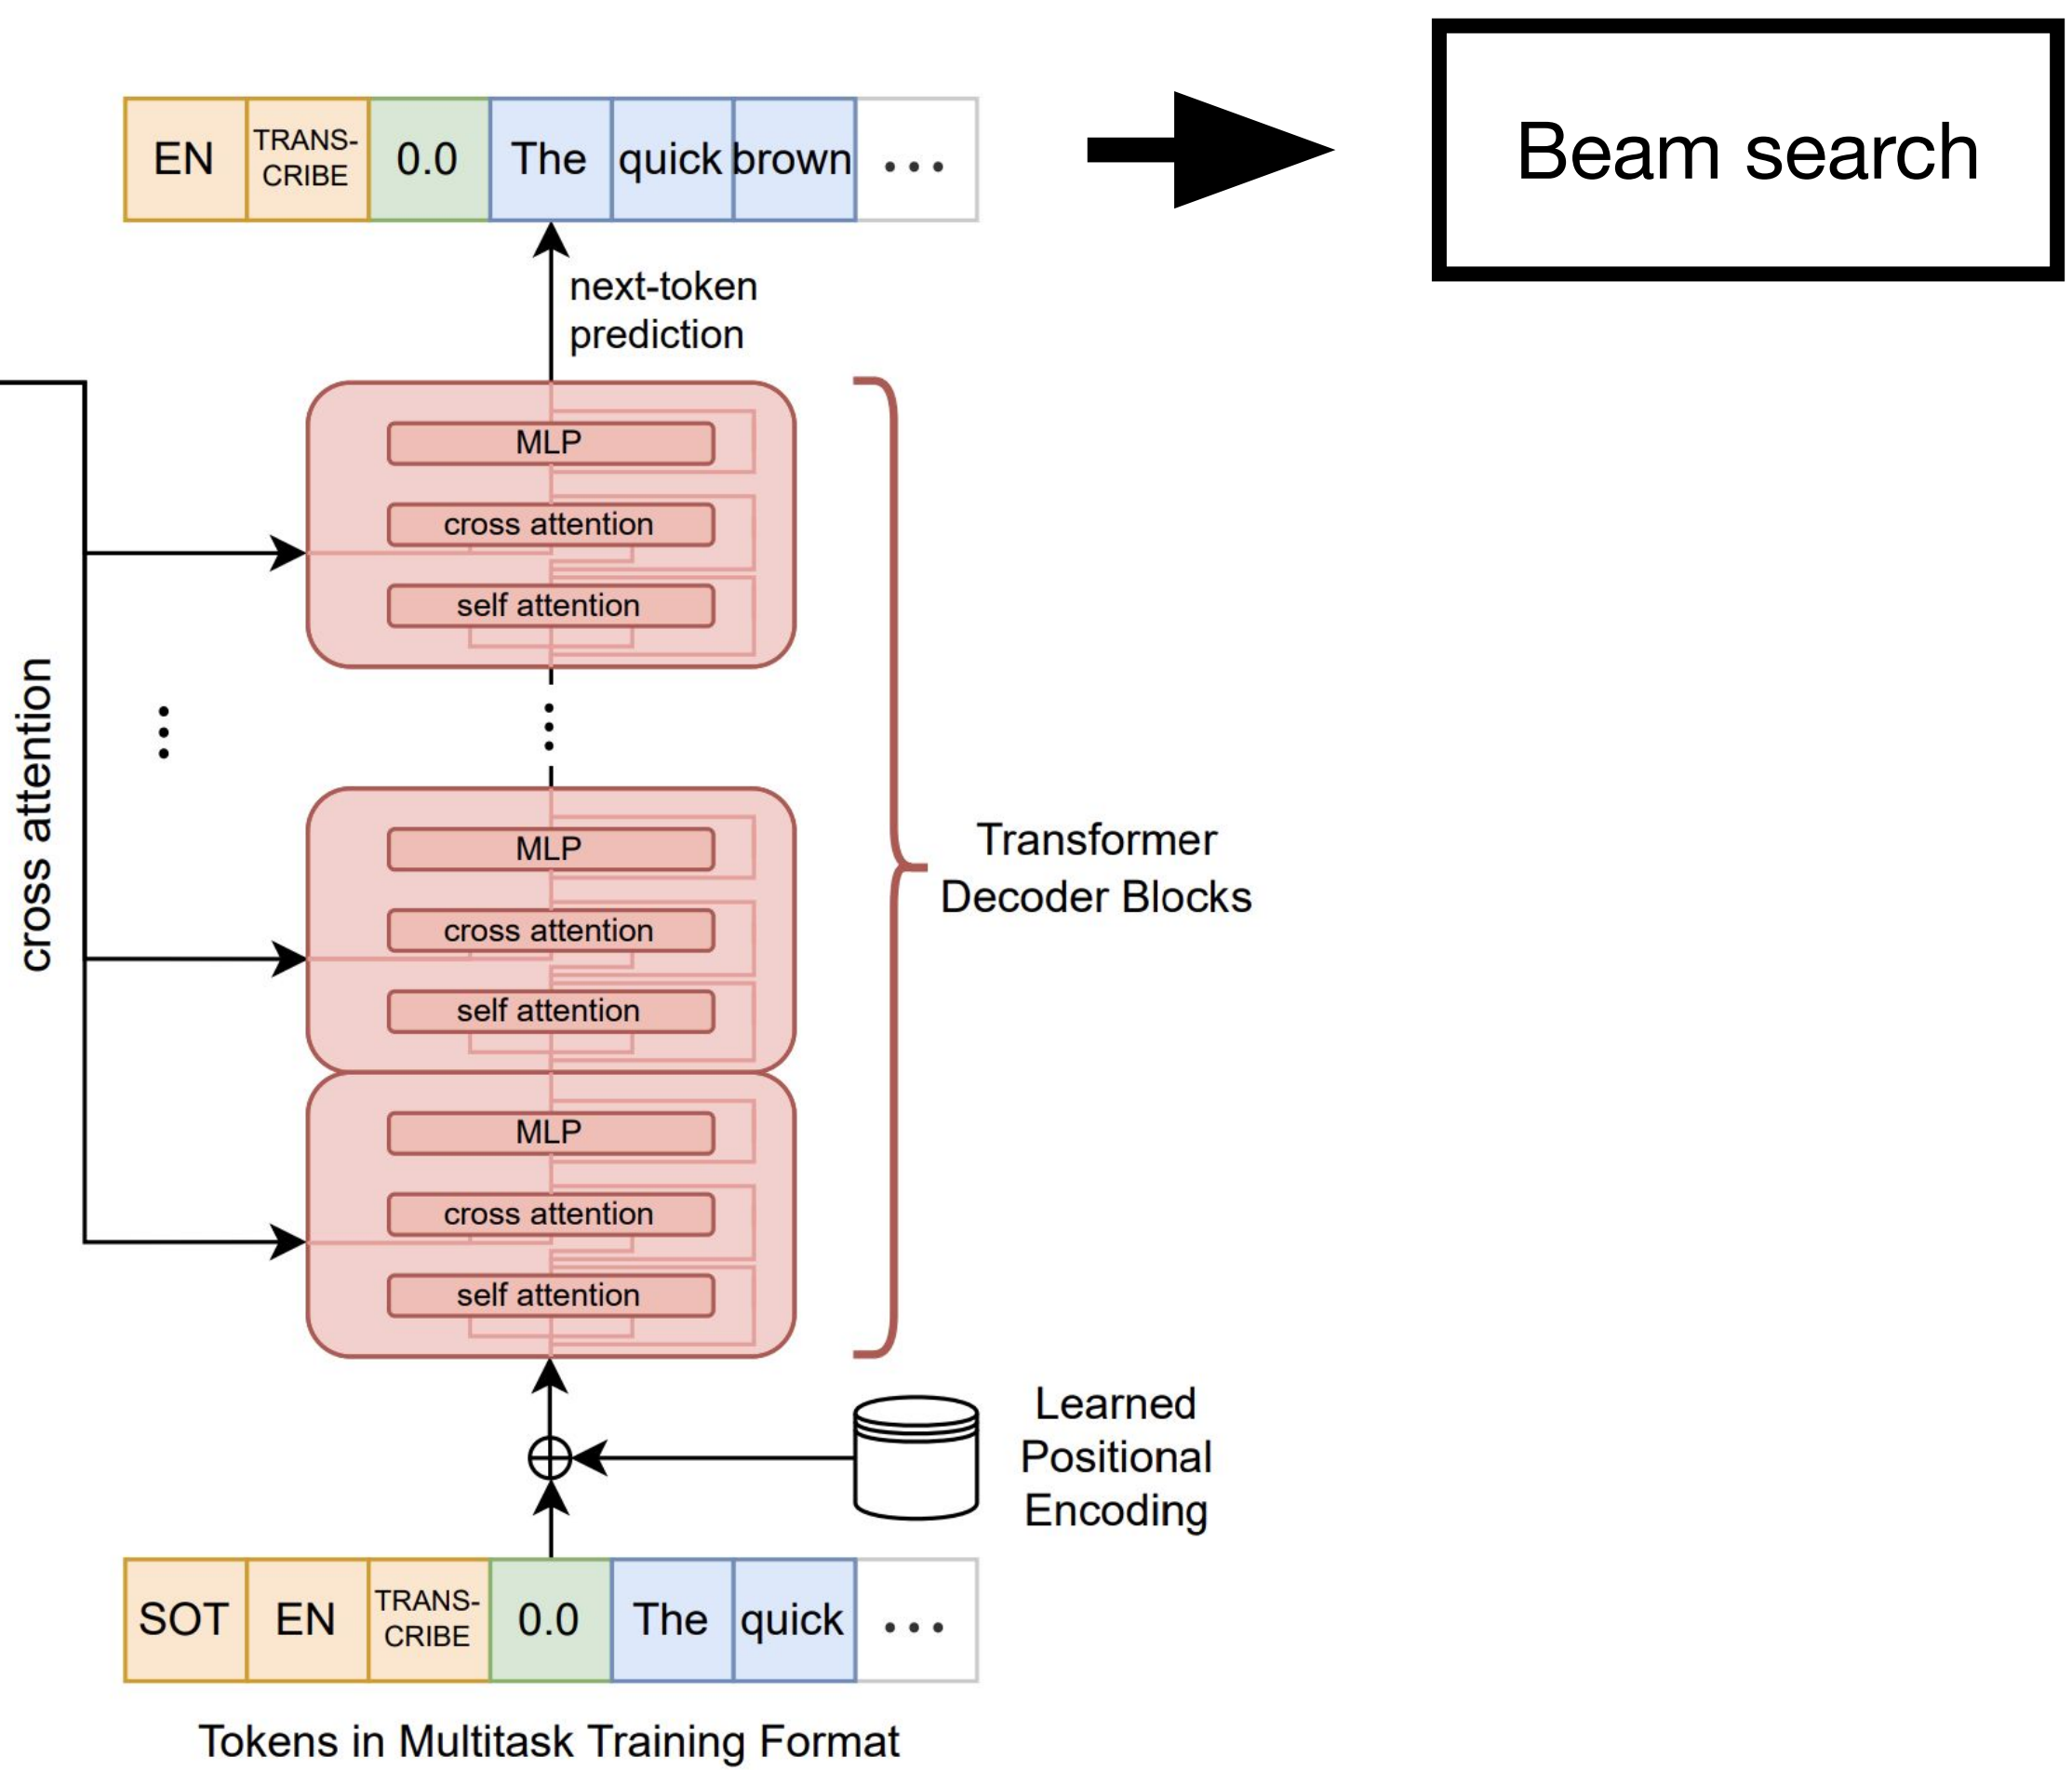 EN
TRANS-
CRIBE
0.0
The
quick
brown
...
Beam search
next-token
prediction
MLP
cross attention
self attention
cross attention
MLP
cross attention
self attention
Transformer
Decoder Blocks
MLP
cross attention
self attention
Learned
Positional
Encoding
SOT
EN
TRANS-
CRIBE
0.0
The
quick
...
Tokens in Multitask Training Format